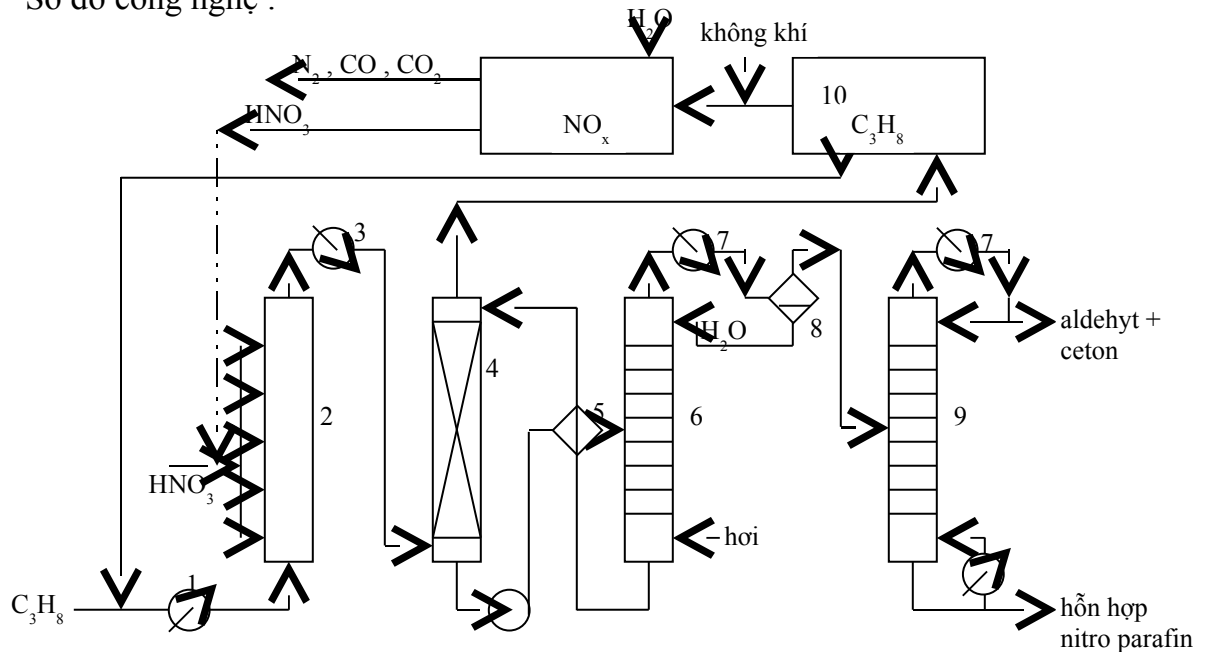 Sơ đồ công nghệ :
H₂O
không khí
N₂ , CO , CO₂
10
HNO₃
NOₓ
C₃H₈
3
7
7
H₂O
8
aldehyt +
ceton
4
2
5
6
9
HNO₃
hơi
1
C₃H₈
hỗn hợp
nitro parafin